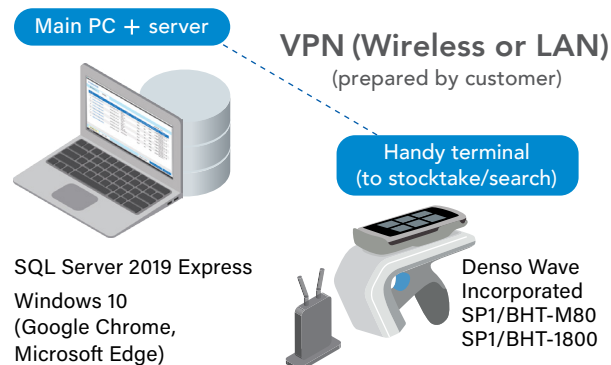 Main PC + server
VPN (Wireless or LAN)
(prepared by customer)
Handy terminal
(to stocktake/search)
SQL Server 2019 Express
Windows 10
(Google Chrome,
Microsoft Edge)
Denso Wave
Incorporated
SP1/BHT-M80
SP1/BHT-1800